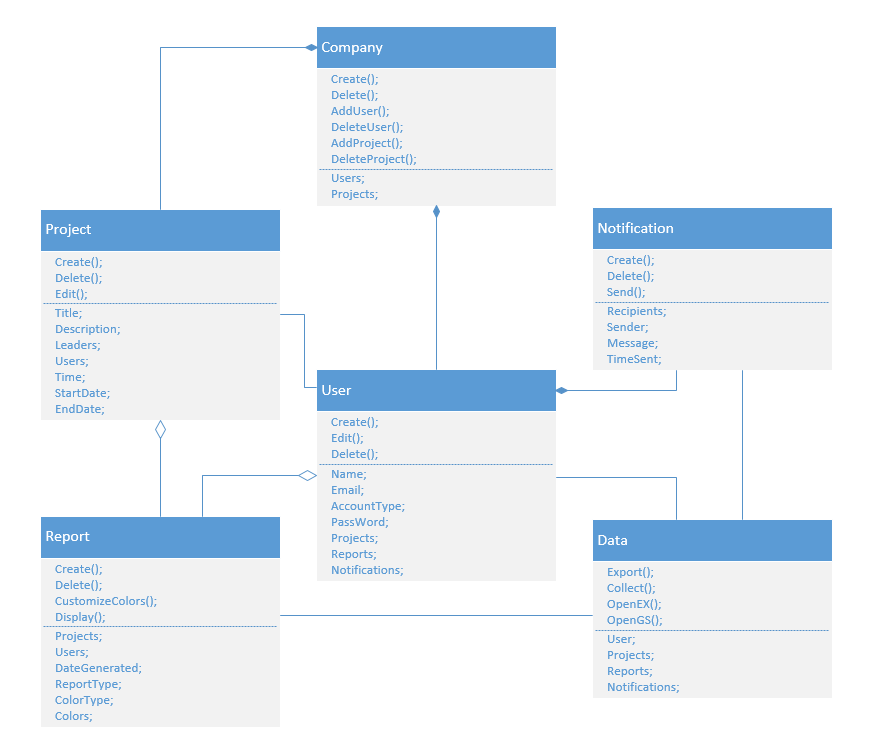 Company
Create();
Delete();
AddUser();
DeleteUser();
AddProject();
DeleteProject();
Users;
Projects;
Project
Create();
Delete();
Edit();
Title;
Description;
Leaders;
Users;
Time;
StartDate;
EndDate;
Notification
Create();
Delete();
Send();
Recipients;
Sender;
Message;
TimeSent;
User
Create();
Edit();
Delete();
Name;
Email;
AccountType;
PassWord;
Projects;
Reports;
Notifications;
Report
Create();
Delete();
CustomizeColors();
Display();
Projects;
Users;
DateGenerated;
ReportType;
ColorType;
Colors;
Data
Export();
Collect();
OpenEX();
OpenGS();
User;
Projects;
Reports;
Notifications;